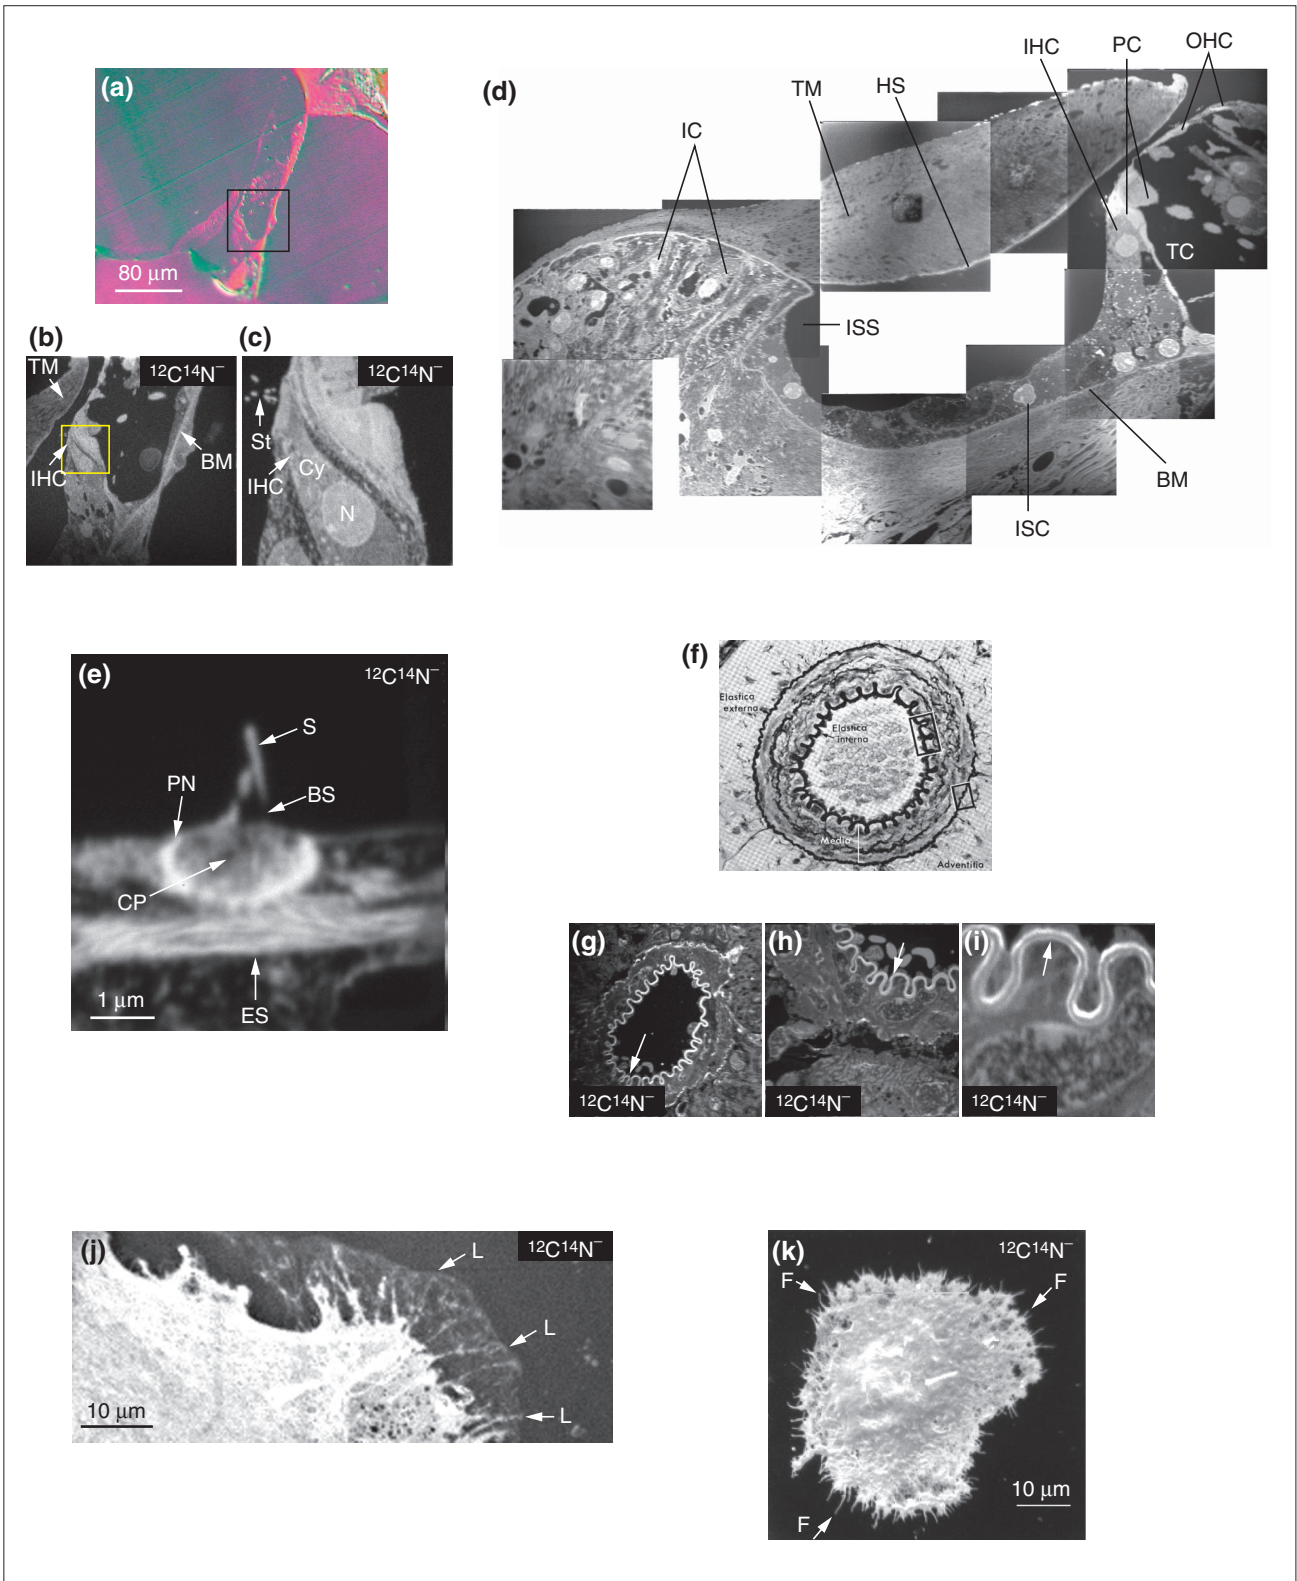 (a)
80 μm
(b)
TM
¹²C¹⁴N⁻
IHC
BM
(c)
¹²C¹⁴N⁻
St
IHC
Cy
N
(d)
IC
TM
HS
IHC
PC
OHC
TC
ISS
BM
ISC
(e)
¹²C¹⁴N⁻
S
PN
BS
CP
1 μm
ES
(f)
Elastica
externa
Elastica
interna
Media
Adventitia
(g)
¹²C¹⁴N⁻
(h)
¹²C¹⁴N⁻
(i)
¹²C¹⁴N⁻
(j)
¹²C¹⁴N⁻
L
L
L
10 μm
(k)
¹²C¹⁴N⁻
F
F
F
10 μm